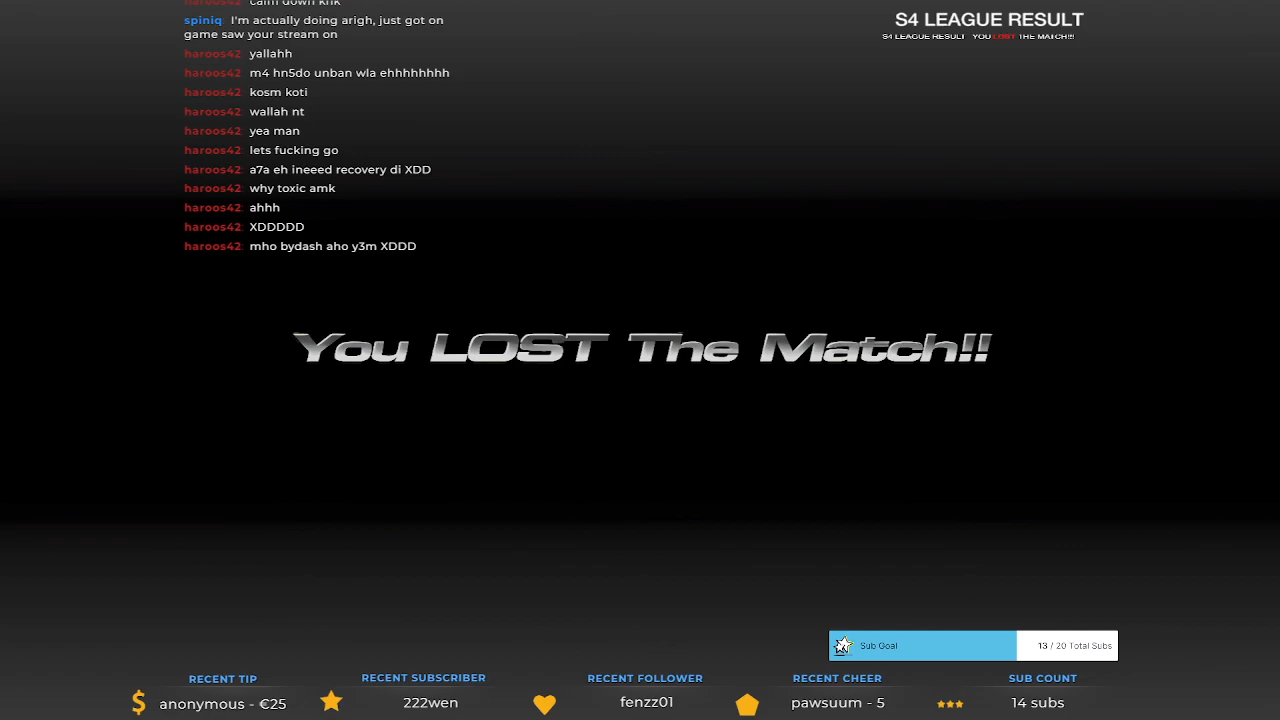 haroos42: calm down knk
spiniq: I'm actually doing arigh, just got on
game saw your stream on
haroos42: yallahh
haroos42: m4 hn5do unban wla ehhhhhhhh
haroos42: kosm koti
haroos42: wallah nt
haroos42: yea man
haroos42: lets fucking go
haroos42: a7a eh ineeed recovery di XDD
haroos42: why toxic amk
haroos42: ahhh
haroos42: XDDDDD
haroos42: mho bydash aho y3m XDDD
S4 LEAGUE RESULT
S4 LEAGUE RESULT YOU LOST THE MATCH!!!
You LOST The Match!!
Sub Goal 13 / 20 Total Subs
RECENT TIP
anonymous - €25
RECENT SUBSCRIBER
222wen
RECENT FOLLOWER
fenzz01
RECENT CHEER
pawsuum - 5
SUB COUNT
14 subs